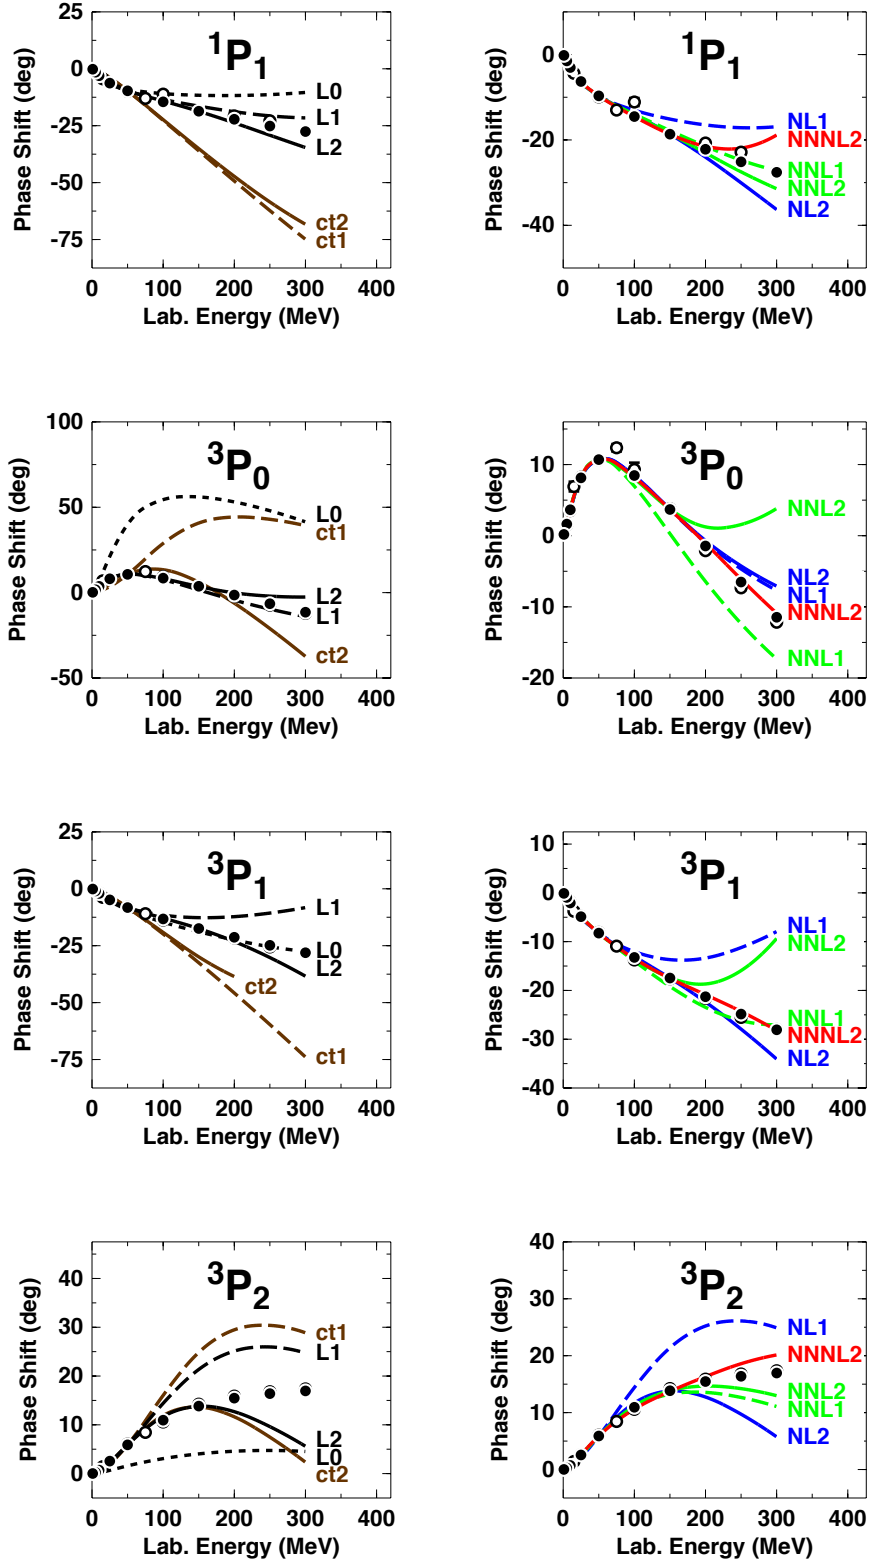 25
0
-25
-50
-75
0 100 200 300 400
Lab. Energy (MeV)
Phase Shift (deg)
1P1
L0
L1
L2
ct2
ct1
0
-20
-40
0 100 200 300 400
Lab. Energy (MeV)
Phase Shift (deg)
1P1
NL1
NNNL2
NNL1
NNL2
NL2
100
50
0
-50
0 100 200 300 400
Lab. Energy (Mev)
Phase Shift (deg)
3P0
L0
ct1
L2
L1
ct2
10
0
-10
-20
0 100 200 300 400
Lab. Energy (Mev)
Phase Shift (deg)
3P0
NNL2
NL2
NL1
NNNL2
NNL1
25
0
-25
-50
-75
0 100 200 300 400
Lab. Energy (MeV)
Phase Shift (deg)
3P1
L1
L0
L2
ct2
ct1
10
0
-10
-20
-30
-40
0 100 200 300 400
Lab. Energy (MeV)
Phase Shift (deg)
3P1
NL1
NNL2
NNL1
NNNL2
NL2
40
30
20
10
0
0 100 200 300 400
Lab. Energy (MeV)
Phase Shift (deg)
3P2
ct1
L1
L2
L0
ct2
40
30
20
10
0
0 100 200 300 400
Lab. Energy (MeV)
Phase Shift (deg)
3P2
NL1
NNNL2
NNL2
NNL1
NL2